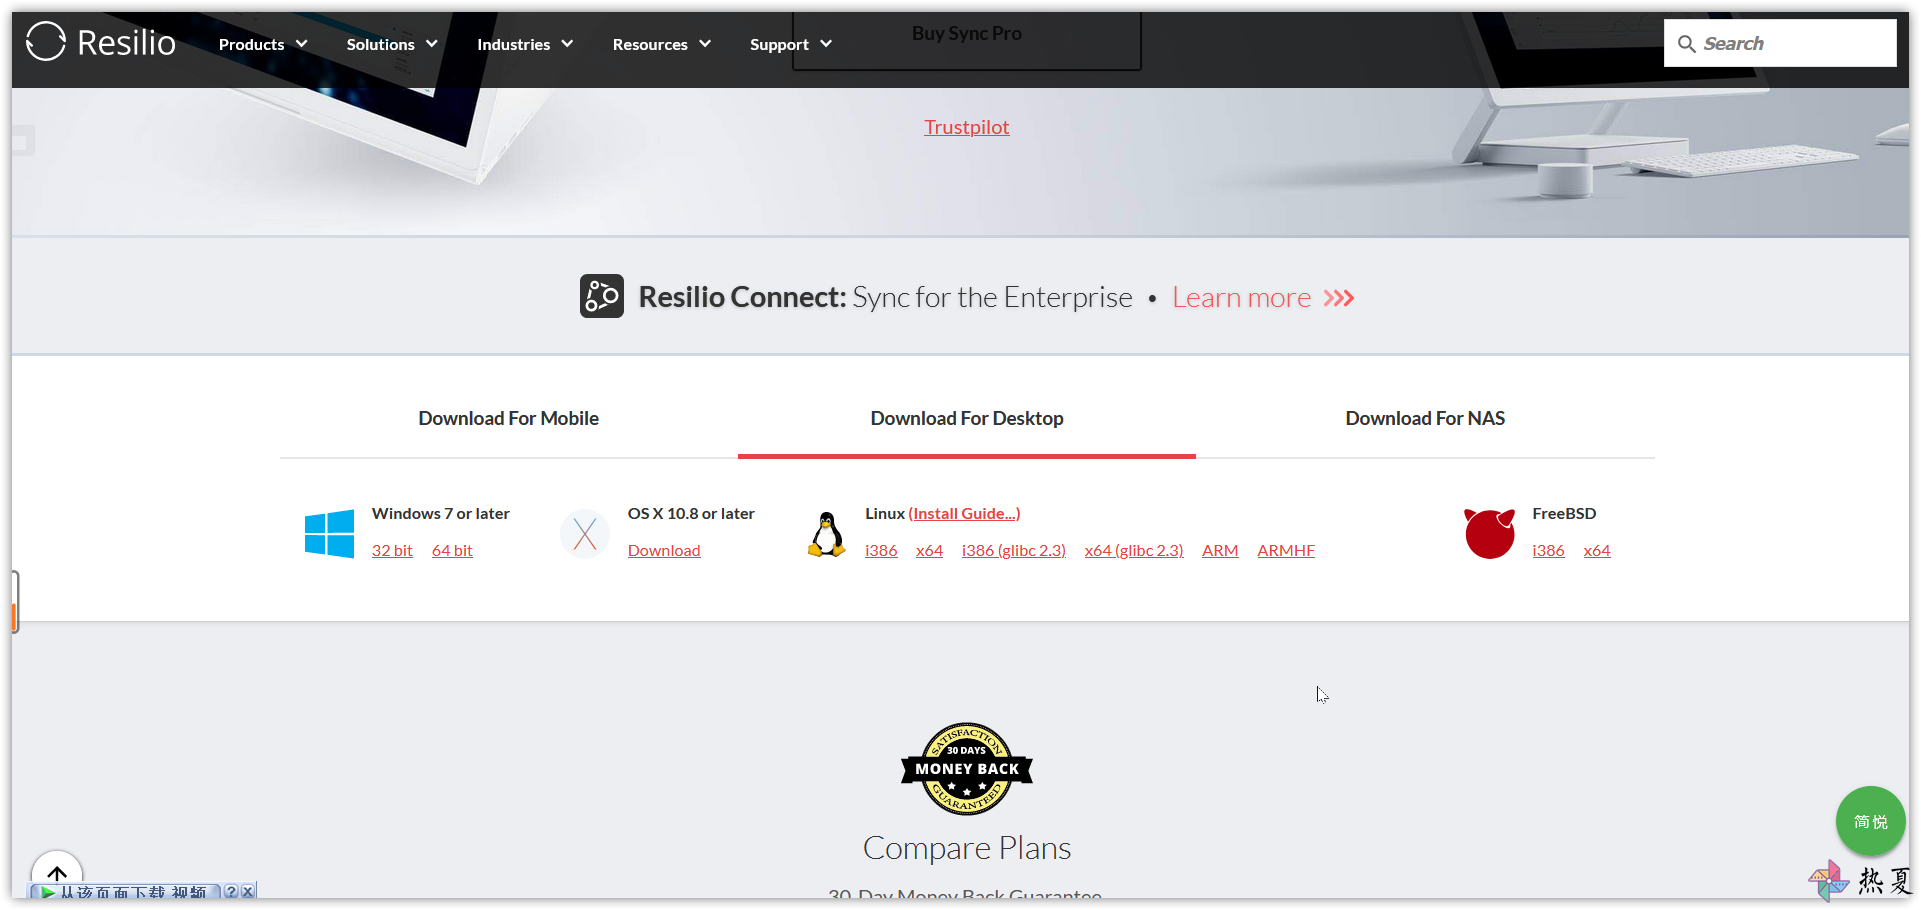 Resilio Products Solutions Industries Resources Support Search
Buy Sync Pro
Trustpilot
Resilio Connect: Sync for the Enterprise • Learn more
Download For Mobile Download For Desktop Download For NAS
Windows 7 or later OS X 10.8 or later Linux (Install Guide...) FreeBSD
32 bit 64 bit Download i386 x64 i386 (glibc 2.3) x64 (glibc 2.3) ARM ARMHF i386 x64
SATISFACTION
30 DAYS
MONEY BACK
GUARANTEED
简悦
Compare Plans
热夏
从该页面下载 视频 ? X
30-Day Money Back Guarantee